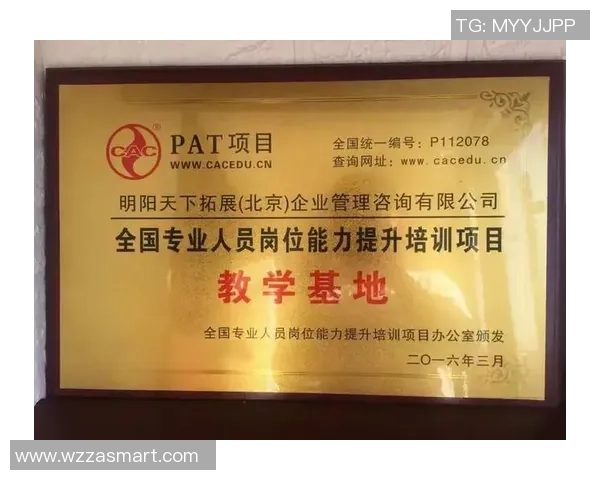 TG: MYYJJPP
CAC
®
PAT项目
WWW.CACEDU.CN
全国统一编号：P112078
查询网址：www.cacedu.cn
明阳天下拓展(北京)企业管理咨询有限公司
全国专业人员岗位能力提升培训项目
教学基地
全国专业人员岗位能力提升培训项目办公室颁发
二〇一六年三月
www.wzzasmart.com